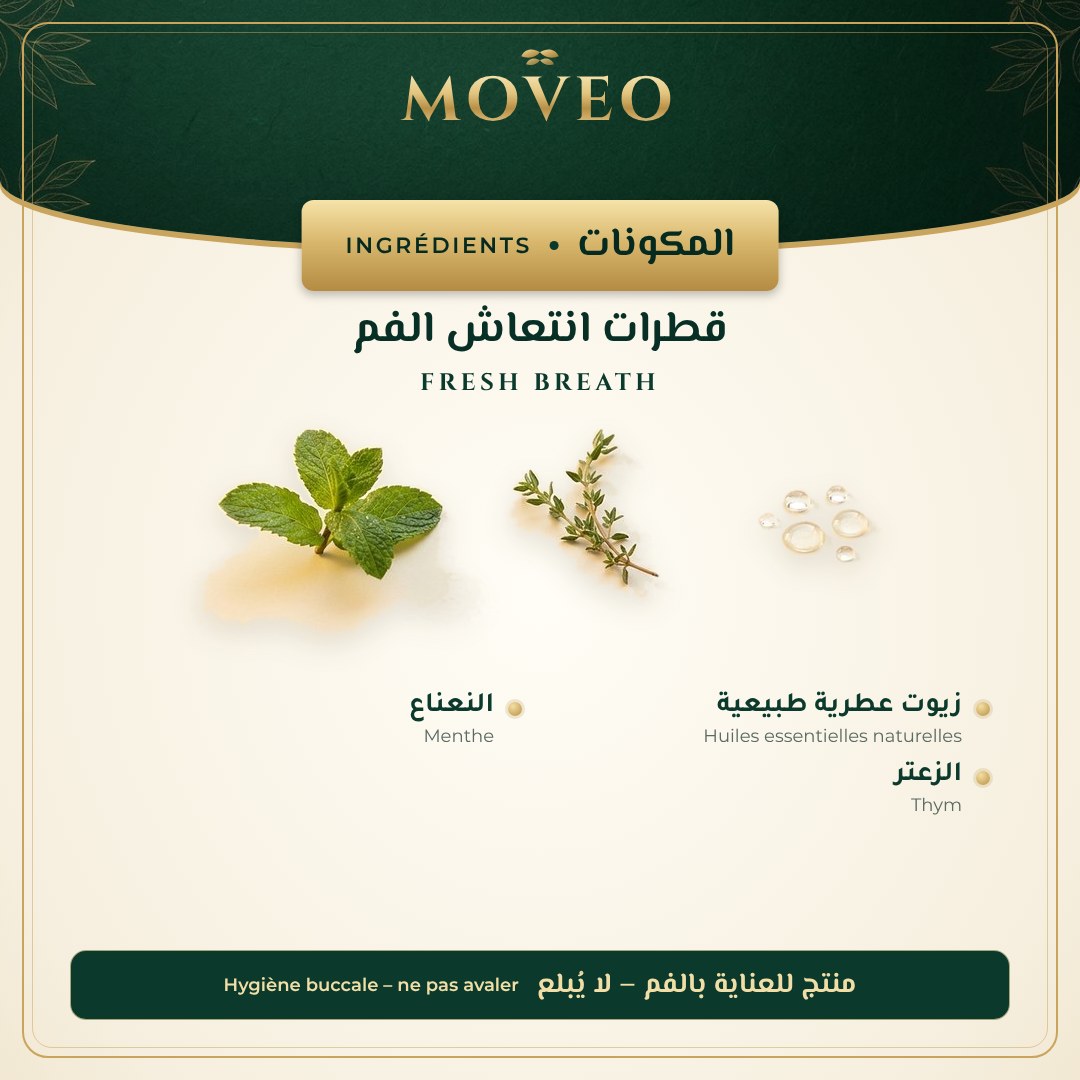 MOVEO
المكونات • INGRÉDIENTS
قطرات انتعاش الفم
FRESH BREATH
زيوت عطرية طبيعية
Huiles essentielles naturelles
النعناع
Menthe
الزعتر
Thym
منتج للعناية بالفم – لا يُبلع Hygiène buccale – ne pas avaler